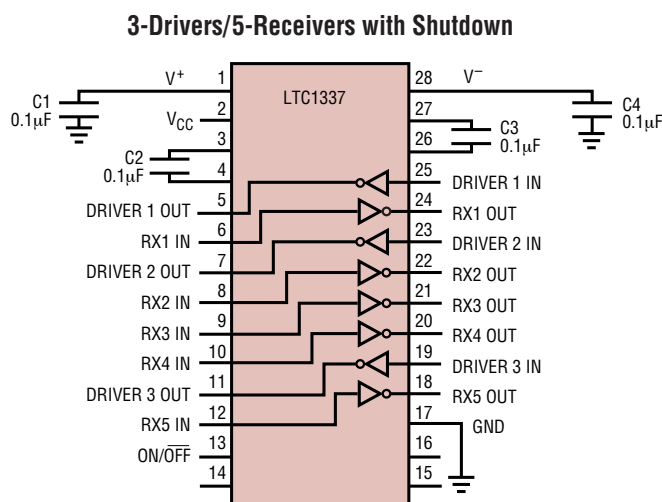 3-Drivers/5-Receivers with Shutdown
V+ 1 LTC1337 28 V−
C1
0.1µF
C4
0.1µF
VCC 2 27
C3
0.1µF
3 26
C2
0.1µF
4 25 DRIVER 1 IN
DRIVER 1 OUT 5 24 RX1 OUT
RX1 IN 6 23 DRIVER 2 IN
DRIVER 2 OUT 7 22 RX2 OUT
RX2 IN 8 21 RX3 OUT
RX3 IN 9 20 RX4 OUT
RX4 IN 10 19 DRIVER 3 IN
DRIVER 3 OUT 11 18 RX5 OUT
RX5 IN 12 17 GND
ON/O̅F̅F̅ 13 16
14 15